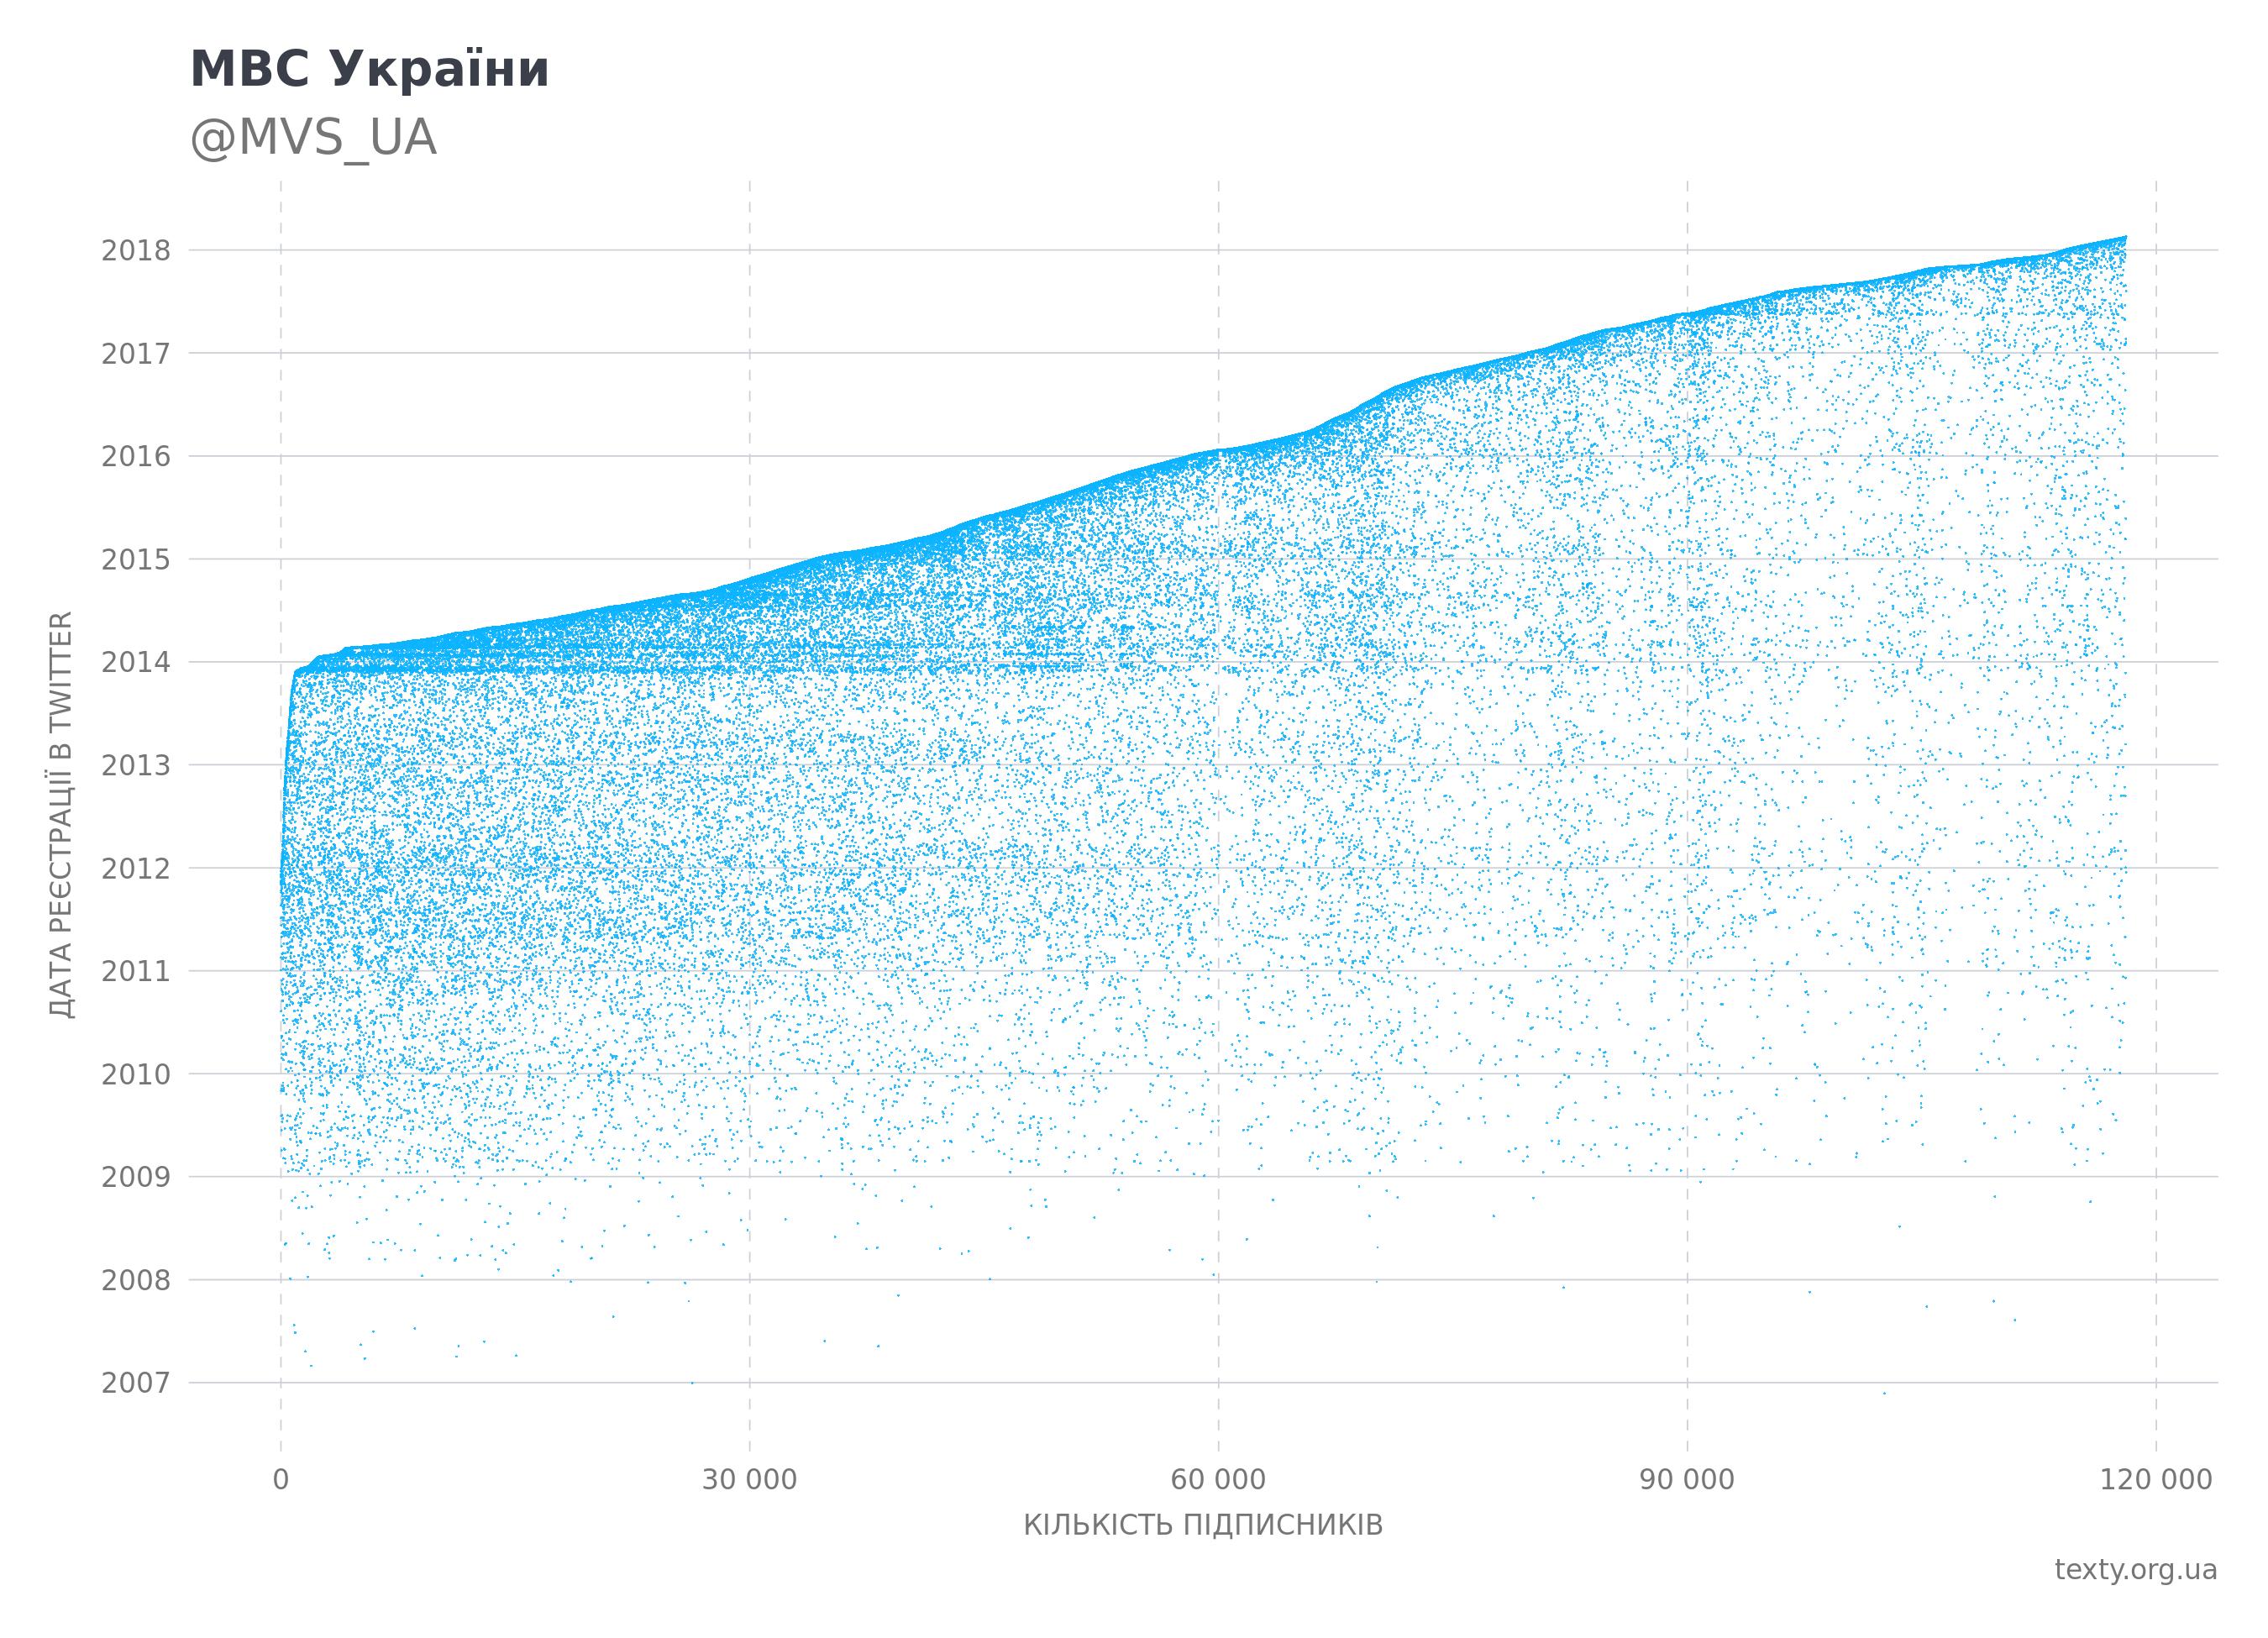 МВС України
@MVS_UA
ДАТА РЕЄСТРАЦІЇ В TWITTER
2018
2017
2016
2015
2014
2013
2012
2011
2010
2009
2008
2007
0 30 000 60 000 90 000 120 000
КІЛЬКІСТЬ ПІДПИСНИКІВ
texty.org.ua